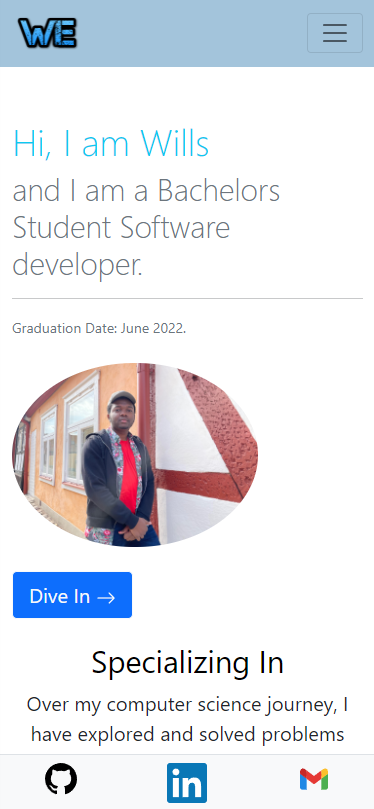 WE
Hi, I am Wills
and I am a Bachelors
Student Software
developer.
Graduation Date: June 2022.
Dive In →
Specializing In
Over my computer science journey, I
have explored and solved problems
in